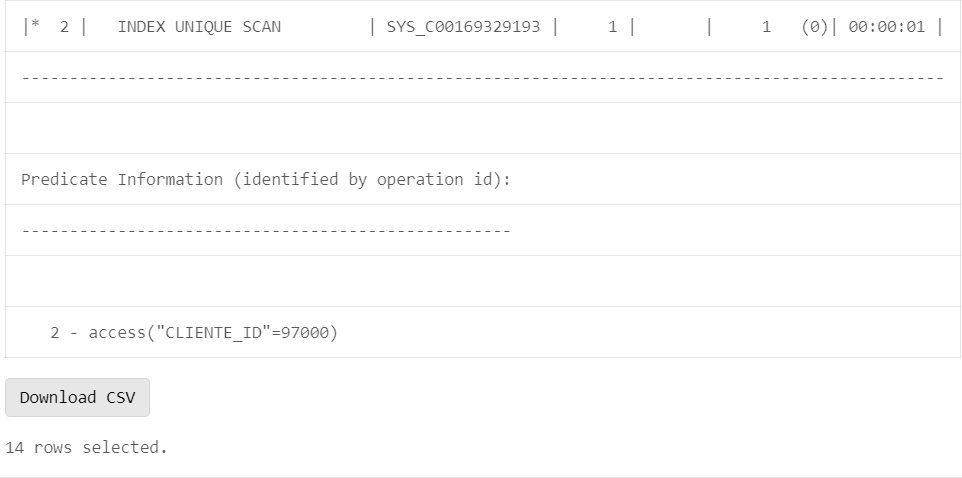 |*  2 |   INDEX UNIQUE SCAN         | SYS_C00169329193 |     1 |       |     1   (0)| 00:00:01 |
------------------------------------------------------------------------------------------------
Predicate Information (identified by operation id):
---------------------------------------------------
   2 - access("CLIENTE_ID"=97000)
Download CSV
14 rows selected.